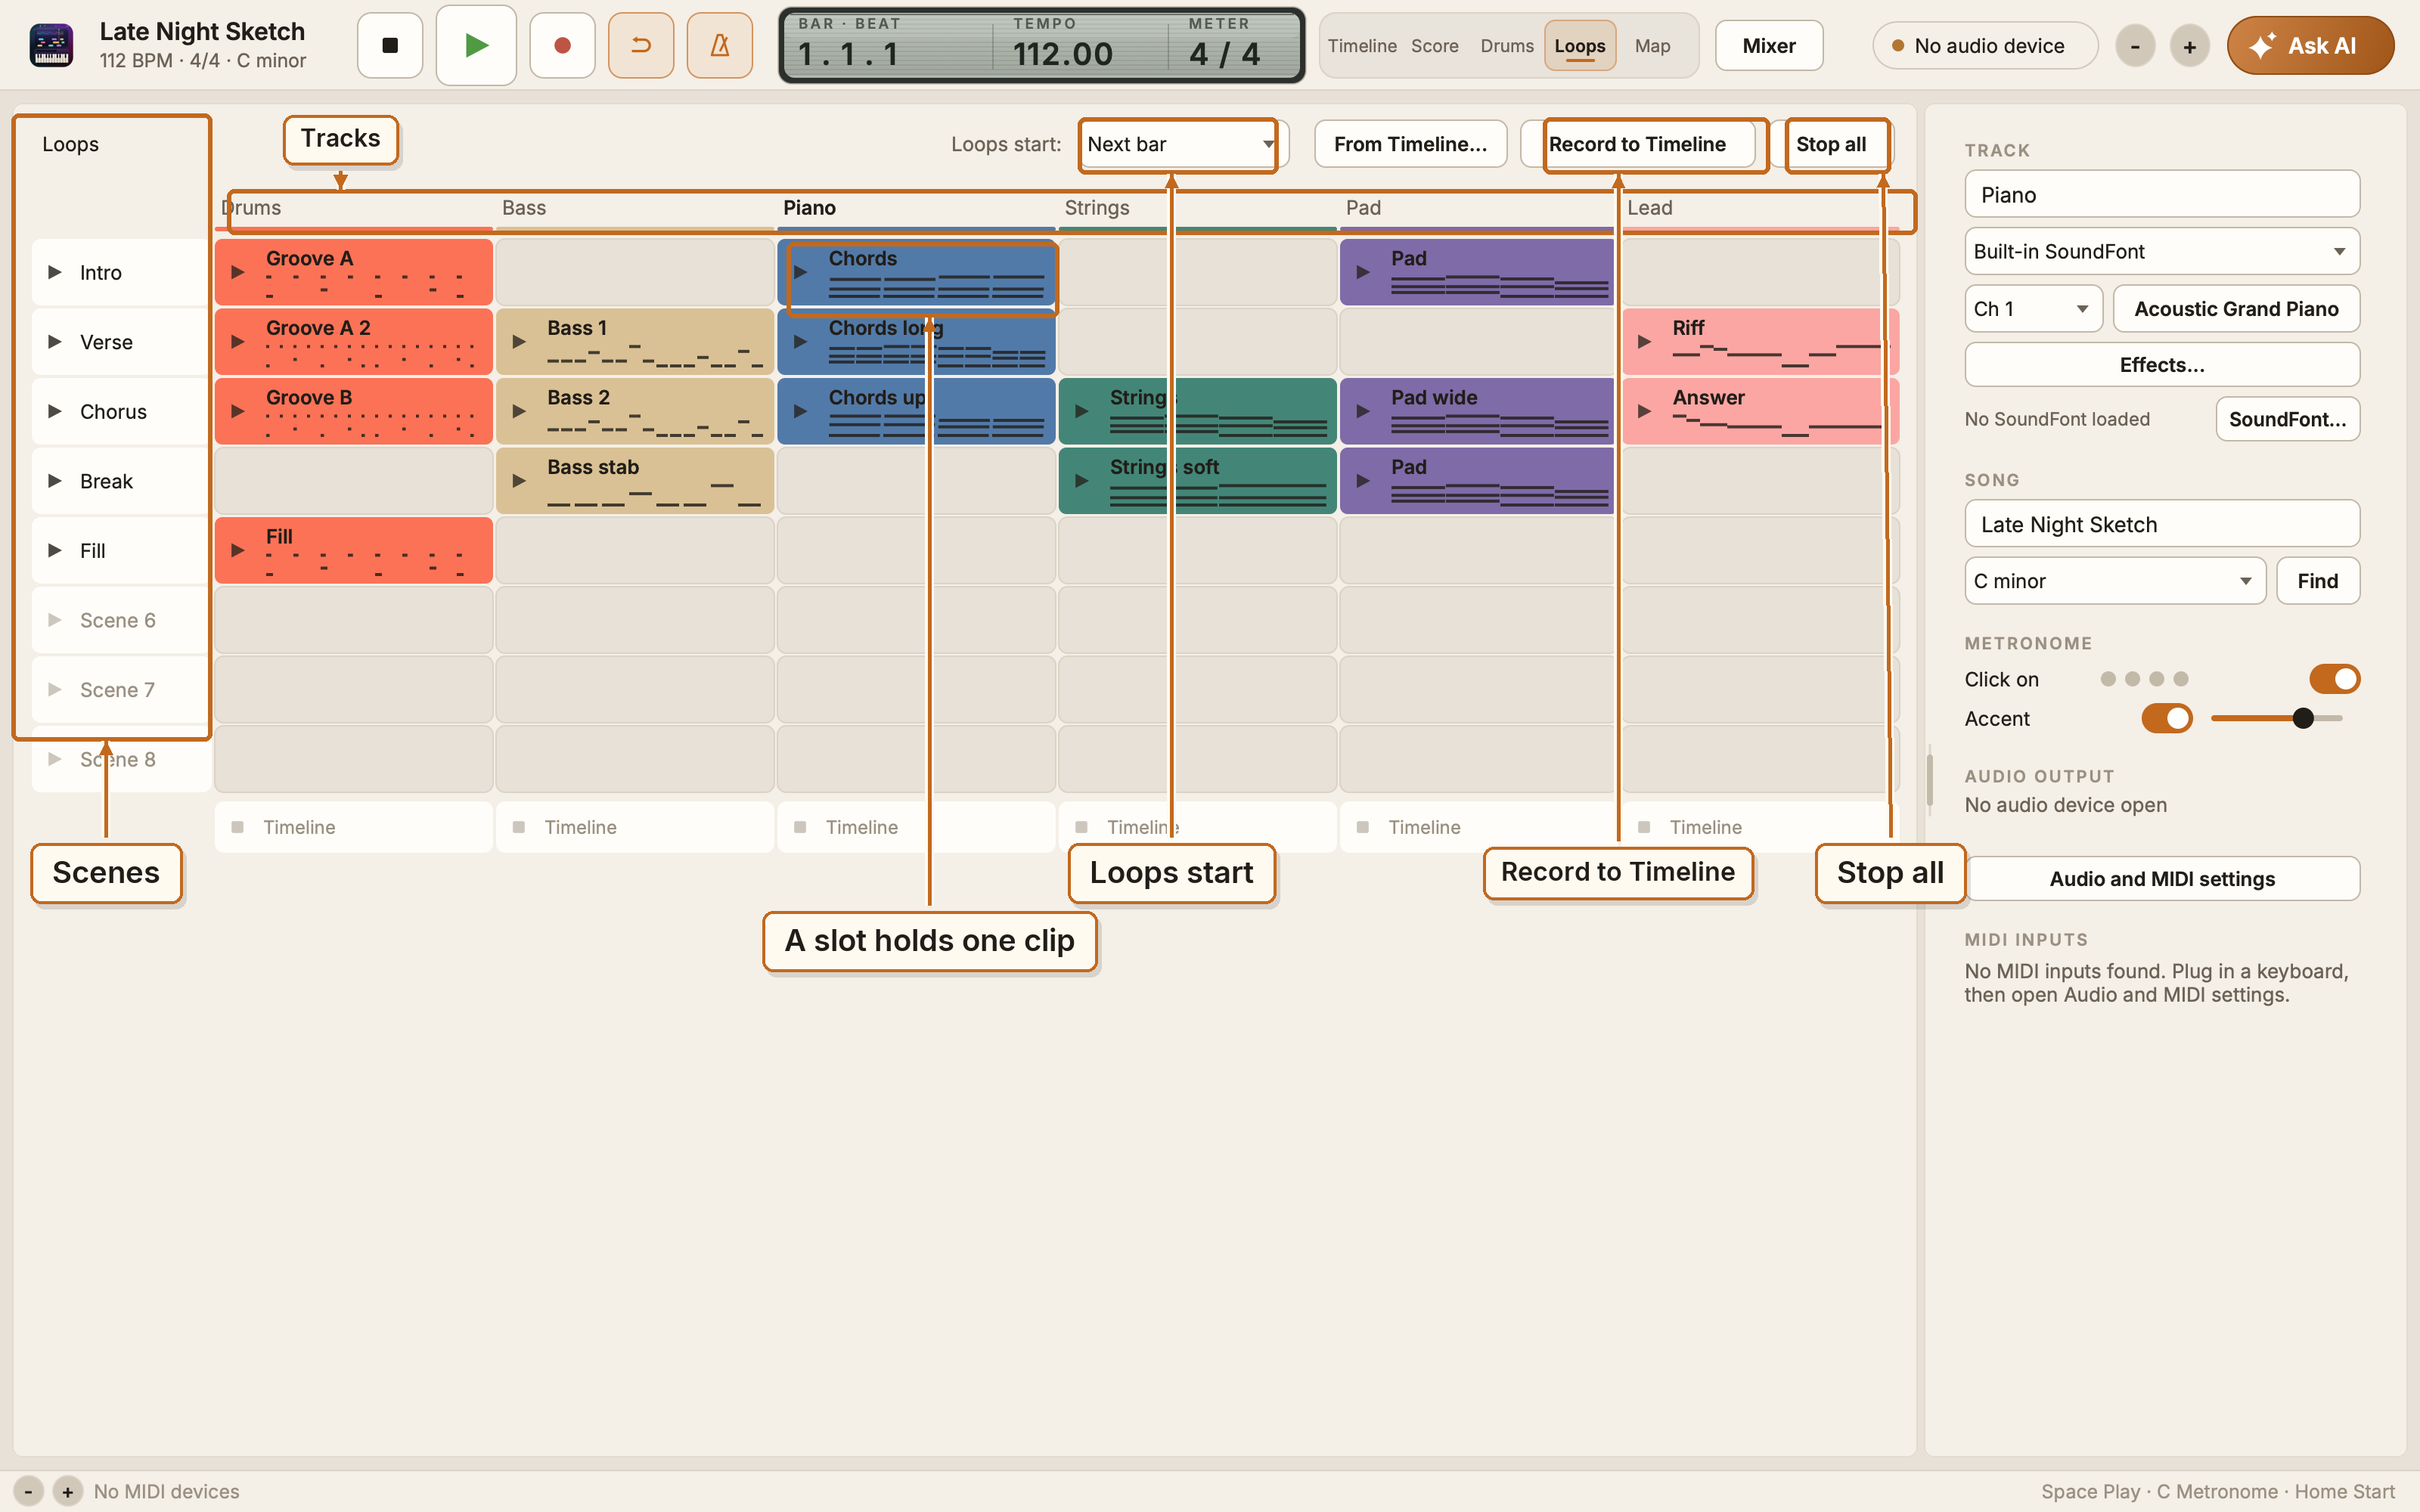 Late Night Sketch
112 BPM · 4/4 · C minor
BAR · BEAT
1 . 1 . 1
TEMPO
112.00
METER
4 / 4
Timeline
Score
Drums
Loops
Map
Mixer
No audio device
-
+
Ask AI
Loops
Tracks
Loops start:
Next bar
From Timeline...
Record to Timeline
Stop all
Drums
Bass
Piano
Strings
Pad
Lead
Intro
Groove A
Chords
Pad
Verse
Groove A 2
Bass 1
Chords long
Riff
Chorus
Groove B
Bass 2
Chords up
Strings
Pad wide
Answer
Break
Bass stab
Strings soft
Pad
Fill
Fill
Scene 6
Scene 7
Scene 8
Timeline
Timeline
Timeline
Timeline
Timeline
Timeline
Scenes
Loops start
Record to Timeline
Stop all
A slot holds one clip
TRACK
Piano
Built-in SoundFont
Ch 1
Acoustic Grand Piano
Effects...
No SoundFont loaded
SoundFont...
SONG
Late Night Sketch
C minor
Find
METRONOME
Click on
Accent
AUDIO OUTPUT
No audio device open
Audio and MIDI settings
MIDI INPUTS
No MIDI inputs found. Plug in a keyboard,
then open Audio and MIDI settings.
-
+
No MIDI devices
Space Play · C Metronome · Home Start